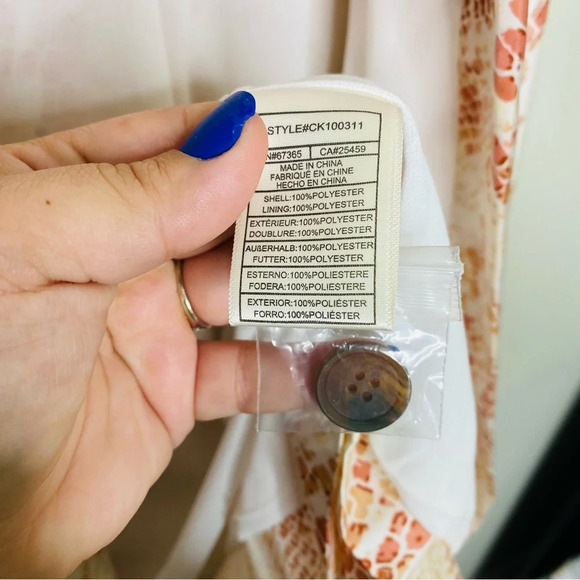 STYLE#CK100311
N#67365 CA#25459
MADE IN CHINA
FABRIQUÉ EN CHINE
HECHO EN CHINA
SHELL:100%POLYESTER
LINING:100%POLYESTER
EXTÉRIEUR:100%POLYESTER
DOUBLURE:100%POLYESTER
AUßERHALB:100%POLYESTER
FUTTER:100%POLYESTER
ESTERNO:100%POLIESTERE
FODERA:100%POLIESTERE
EXTERIOR:100%POLIÉSTER
FORRO:100%POLIÉSTER